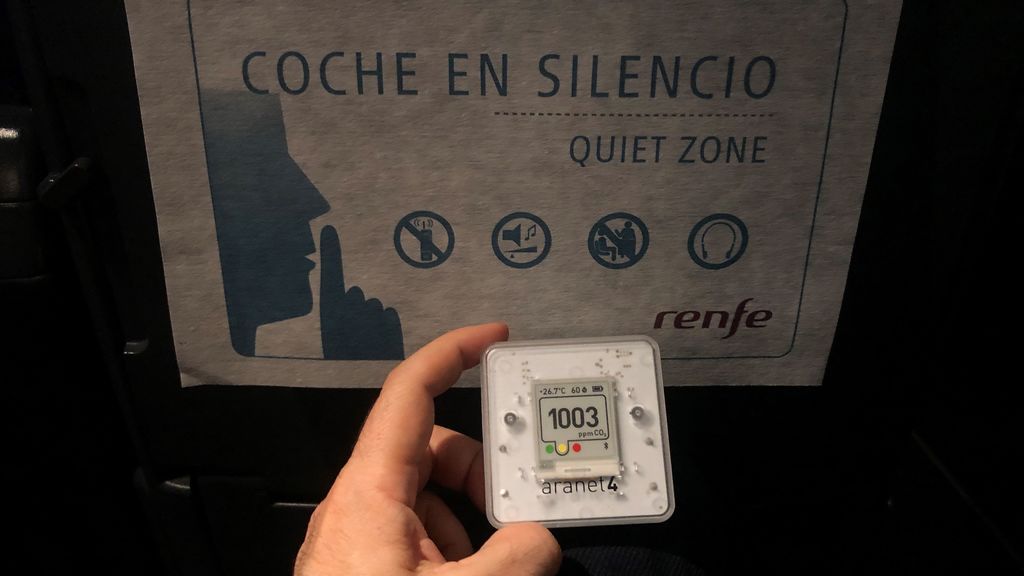 COCHE EN SILENCIO
QUIET ZONE
renfe
26.7°C 60
1003
ppm CO₂
aranet4